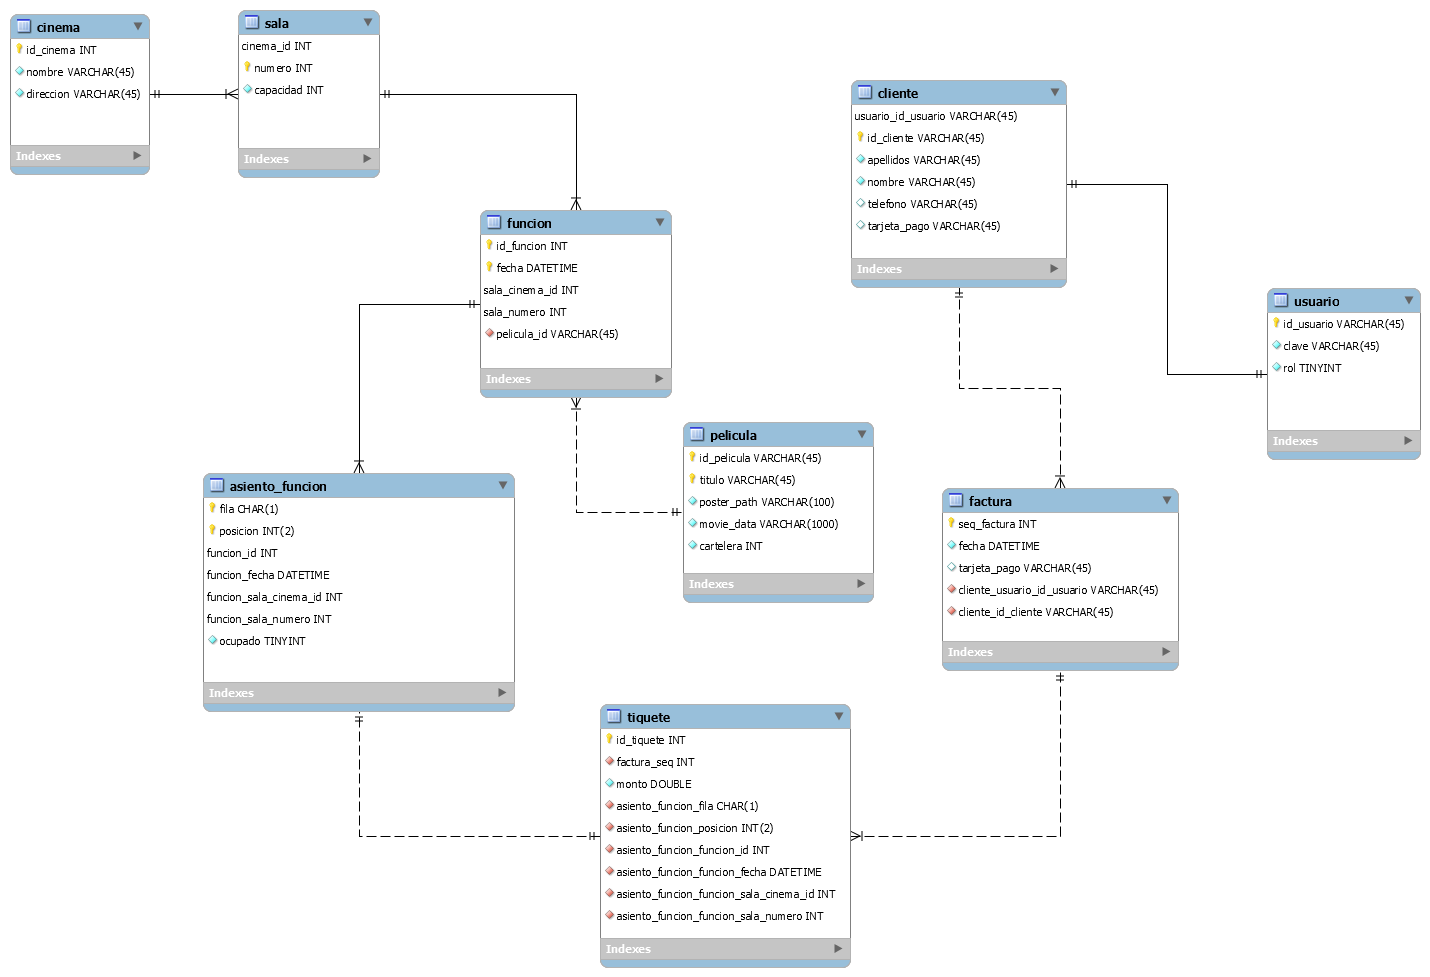 cinema
id_cinema INT
nombre VARCHAR(45)
direccion VARCHAR(45)
Indexes
sala
cinema_id INT
numero INT
capacidad INT
Indexes
cliente
usuario_id_usuario VARCHAR(45)
id_cliente VARCHAR(45)
apellidos VARCHAR(45)
nombre VARCHAR(45)
telefono VARCHAR(45)
tarjeta_pago VARCHAR(45)
Indexes
funcion
id_funcion INT
fecha DATETIME
sala_cinema_id INT
sala_numero INT
pelicula_id VARCHAR(45)
Indexes
usuario
id_usuario VARCHAR(45)
clave VARCHAR(45)
rol TINYINT
Indexes
pelicula
id_pelicula VARCHAR(45)
titulo VARCHAR(45)
poster_path VARCHAR(100)
movie_data VARCHAR(1000)
cartelera INT
Indexes
asiento_funcion
fila CHAR(1)
posicion INT(2)
funcion_id INT
funcion_fecha DATETIME
funcion_sala_cinema_id INT
funcion_sala_numero INT
ocupado TINYINT
Indexes
factura
seq_factura INT
fecha DATETIME
tarjeta_pago VARCHAR(45)
cliente_usuario_id_usuario VARCHAR(45)
cliente_id_cliente VARCHAR(45)
Indexes
tiquete
id_tiquete INT
factura_seq INT
monto DOUBLE
asiento_funcion_fila CHAR(1)
asiento_funcion_posicion INT(2)
asiento_funcion_funcion_id INT
asiento_funcion_funcion_fecha DATETIME
asiento_funcion_funcion_sala_cinema_id INT
asiento_funcion_funcion_sala_numero INT
Indexes